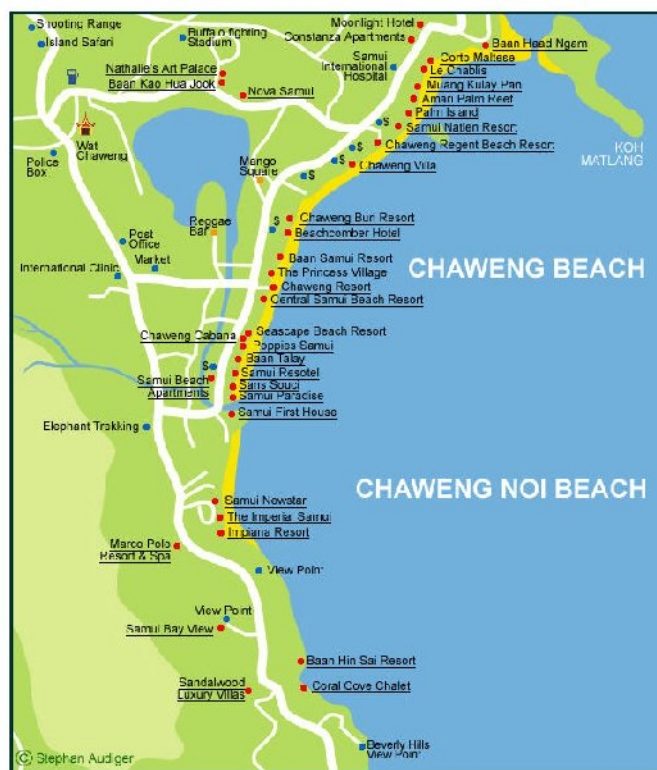 Shooting Range
Island Safari
Buffalo fighting
Stadium
Moonlight Hotel
Constanza Apartments
Baan Haad Ngam
Samui
International
Hospital
Corto Maltese
Le Chablis
Nathalie's Art Palace
Baan Kao Hua Jook
Nova Samui
Muang Kulay Pan
Amari Palm Reef
Palm Island
Samui Natien Resort
Chaweng Regent Beach Resort
Chaweng Villa
KOH
MATLANG
Wat
Chaweng
Police
Box
Mango
Square
$
$
$
$
Reggae
Bar
Chaweng Buri Resort
Beachcomber Hotel
Post
Office
Market
International Clinic
Baan Samui Resort
The Princess Village
Chaweng Resort
Central Samui Beach Resort
CHAWENG BEACH
Chaweng Cabana
Seascape Beach Resort
Poppies Samui
Baan Talay
$
Samui Beach
Apartments
Samui Resotel
Sans Souci
Samui Paradise
Samui First House
Elephant Trekking
CHAWENG NOI BEACH
Samui Newstar
The Imperial Samui
Impiana Resort
Marco Polo
Resort & Spa
View Point
View Point
Samui Bay View
Baan Hin Sai Resort
Sandalwood
Luxury Villas
Coral Cove Chalet
Beverly Hills
View Point
© Stephan Audiger